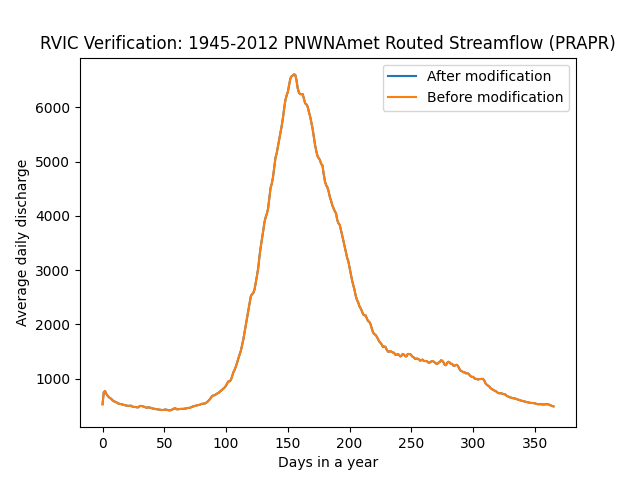 RVIC Verification: 1945-2012 PNWNAmet Routed Streamflow (PRAPR)
After modification
Before modification
Average daily discharge
6000
5000
4000
3000
2000
1000
0 50 100 150 200 250 300 350
Days in a year